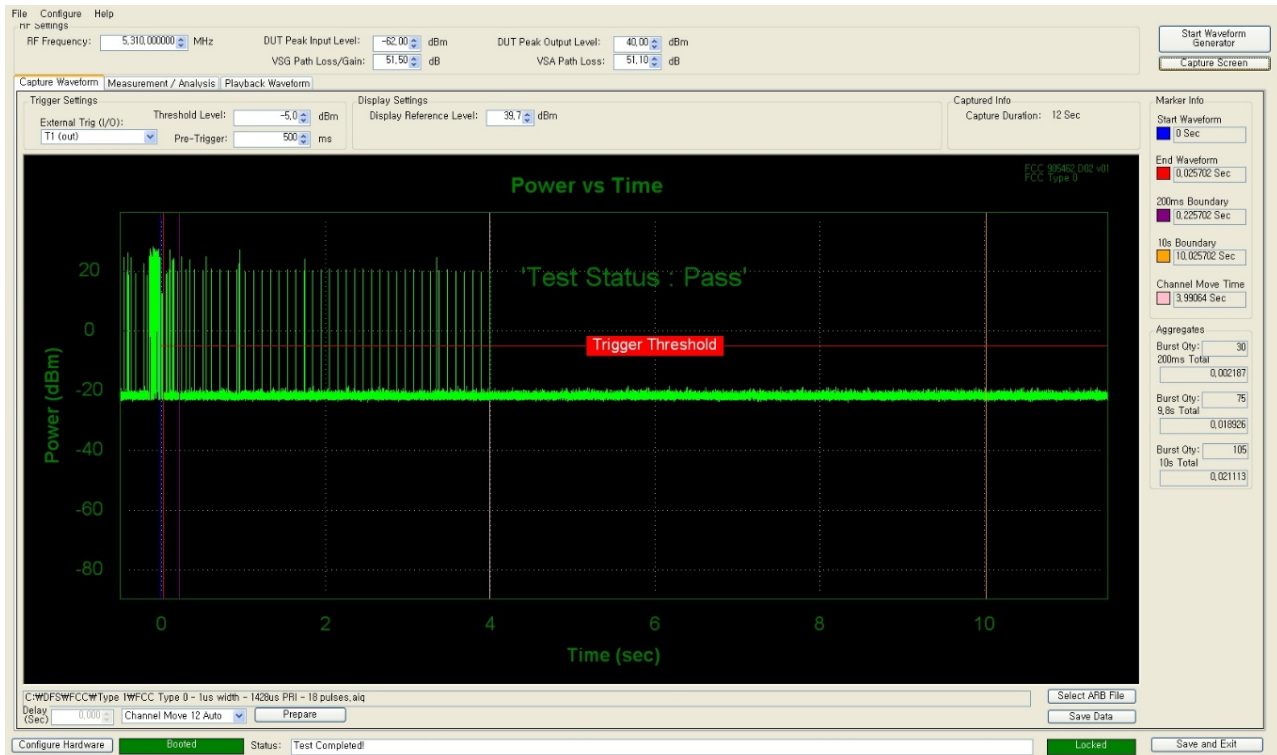 File Configure Help
RF Settings
RF Frequency: 5,310,000000 MHz
DUT Peak Input Level: -62,00 dBm
DUT Peak Output Level: 40,00 dBm
VSG Path Loss/Gain: 51,50 dB
VSA Path Loss: 51,10 dB
Start Waveform Generator
Capture Screen
Capture Waveform Measurement / Analysis Playback Waveform
Trigger Settings
External Trig (I/O):
T1 (out)
Threshold Level: -5,0 dBm
Pre-Trigger: 500 ms
Display Settings
Display Reference Level: 39,7 dBm
Captured Info
Capture Duration: 12 Sec
Marker Info
Start Waveform
0 Sec
End Waveform
0,025702 Sec
200ms Boundary
0,225702 Sec
10s Boundary
10,025702 Sec
Channel Move Time
3,99064 Sec
Aggregates
Burst Qty: 30
200ms Total
0,002187
Burst Qty: 75
9,8s Total
0,018926
Burst Qty: 105
10s Total
0,021113
FCC 905462 D02 v01
FCC Type 0
Power vs Time
'Test Status : Pass'
Trigger Threshold
Power (dBm)
20
0
-20
-40
-60
-80
0 2 4 6 8 10
Time (sec)
C:₩DFS₩FCC₩Type 1₩FCC Type 0 - 1us width - 1428us PRI - 18 pulses.aiq
Select ARB File
Delay (Sec) 0,000
Channel Move 12 Auto
Prepare
Save Data
Configure Hardware
Booted
Status: Test Completed!
Locked
Save and Exit